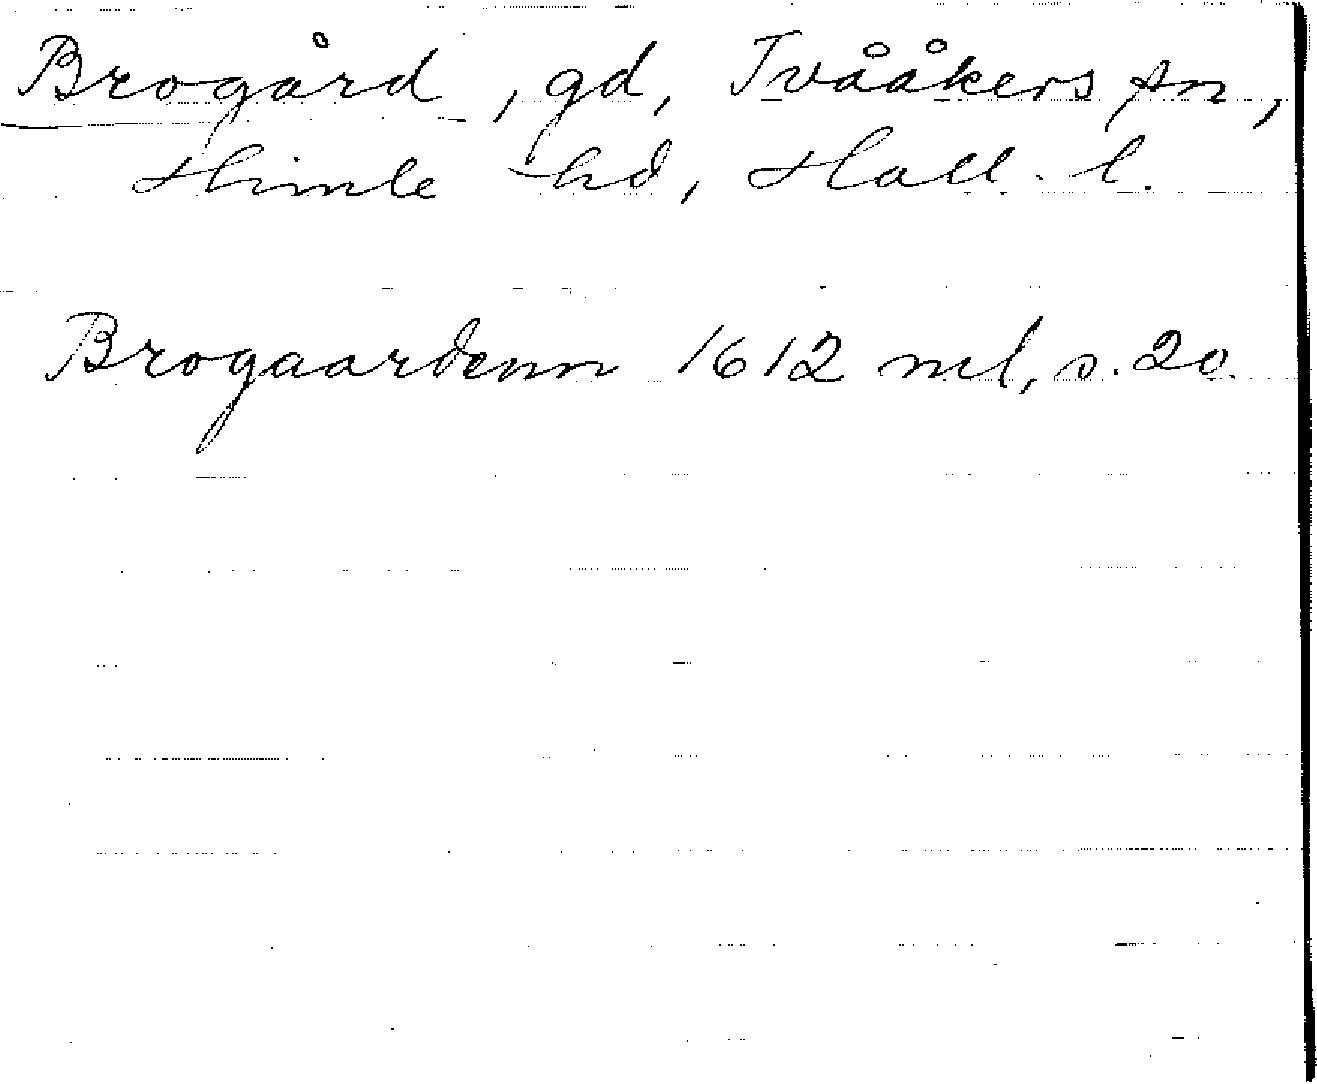 Brogård, gd, Tvååkers sn,
Himle hd, Hall. l.
Brogaardenn 1612 ml, s. 20.